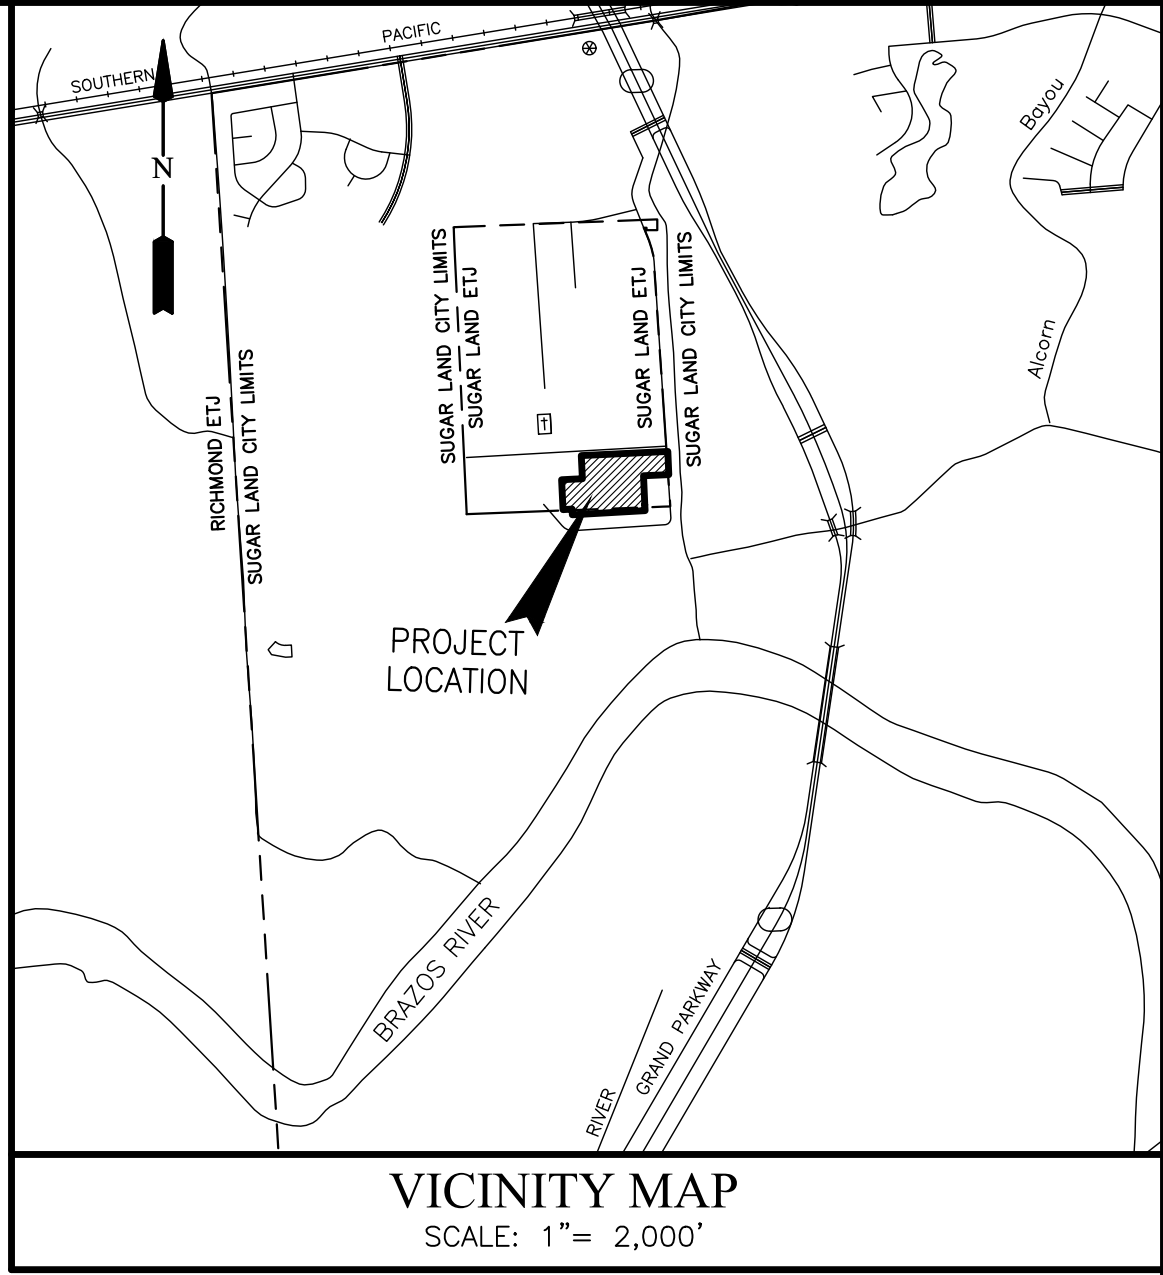 SOUTHERN
PACIFIC
N
Bayou
Alcorn
SUGAR LAND CITY LIMITS
SUGAR LAND ETJ
SUGAR LAND ETJ
SUGAR LAND CITY LIMITS
RICHMOND ETJ
SUGAR LAND CITY LIMITS
PROJECT
LOCATION
BRAZOS RIVER
GRAND PARKWAY
RIVER
VICINITY MAP
SCALE: 1"= 2,000'